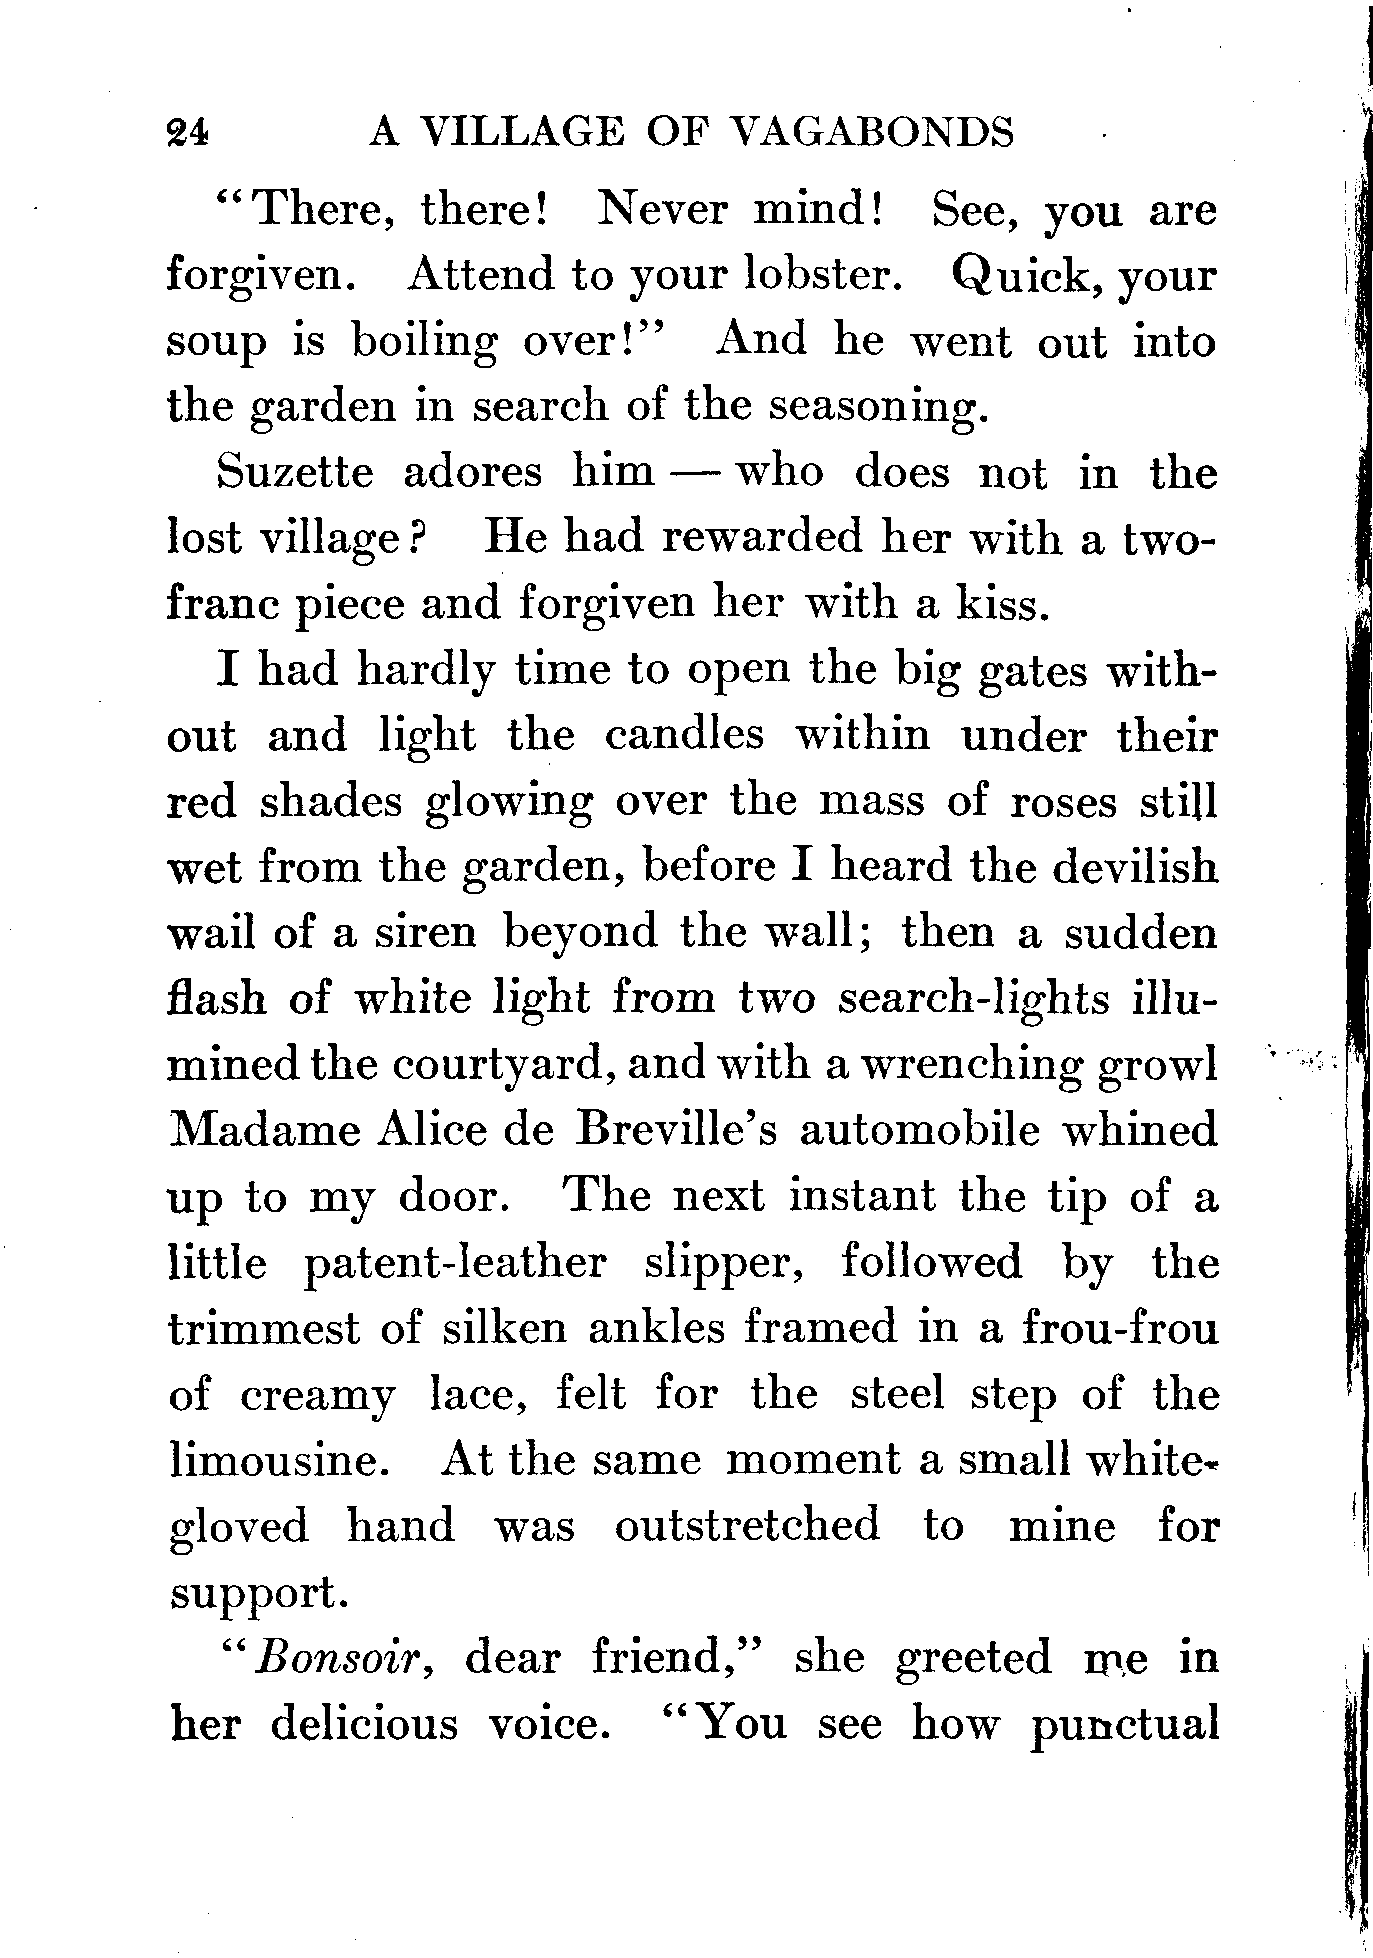 24 A VILLAGE OF VAGABONDS
"There, there! Never mind! See, you are
forgiven. Attend to your lobster. Quick, your
soup is boiling over!" And he went out into
the garden in search of the seasoning.
Suzette adores him — who does not in the
lost village? He had rewarded her with a two-
franc piece and forgiven her with a kiss.
I had hardly time to open the big gates with-
out and light the candles within under their
red shades glowing over the mass of roses still
wet from the garden, before I heard the devilish
wail of a siren beyond the wall; then a sudden
flash of white light from two search-lights illu-
mined the courtyard, and with a wrenching growl
Madame Alice de Breville's automobile whined
up to my door. The next instant the tip of a
little patent-leather slipper, followed by the
trimmest of silken ankles framed in a frou-frou
of creamy lace, felt for the steel step of the
limousine. At the same moment a small white-
gloved hand was outstretched to mine for
support.
"Bonsoir, dear friend," she greeted me in
her delicious voice. "You see how punctual